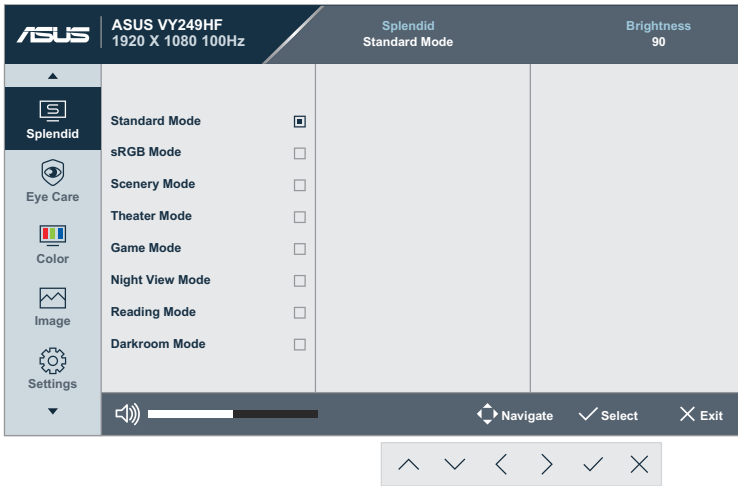 ASUS
ASUS VY249HF
1920 X 1080 100Hz
Splendid
Standard Mode
Brightness
90
Splendid
Eye Care
Color
Image
Settings
Standard Mode
sRGB Mode
Scenery Mode
Theater Mode
Game Mode
Night View Mode
Reading Mode
Darkroom Mode
Navigate
Select
Exit